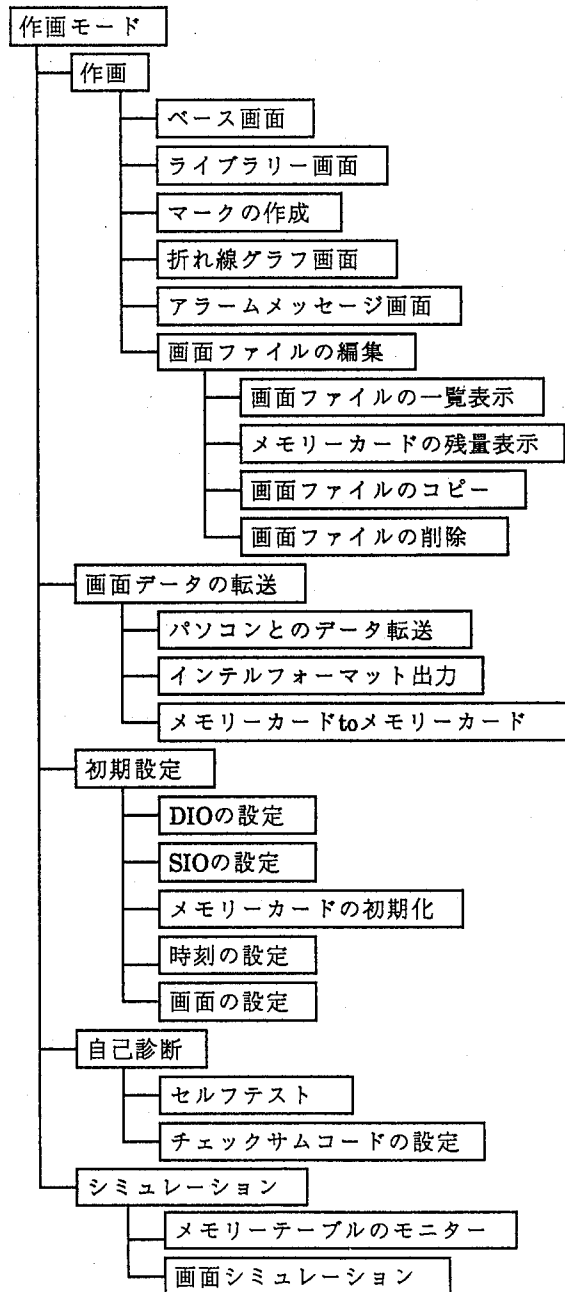 作画モード
作画
ベース画面
ライブラリー画面
マークの作成
折れ線グラフ画面
アラームメッセージ画面
画面ファイルの編集
画面ファイルの一覧表示
メモリーカードの残量表示
画面ファイルのコピー
画面ファイルの削除
画面データの転送
パソコンとのデータ転送
インテルフォーマット出力
メモリーカードtoメモリーカード
初期設定
DIOの設定
SIOの設定
メモリーカードの初期化
時刻の設定
画面の設定
自己診断
セルフテスト
チェックサムコードの設定
シミュレーション
メモリーテーブルのモニター
画面シミュレーション